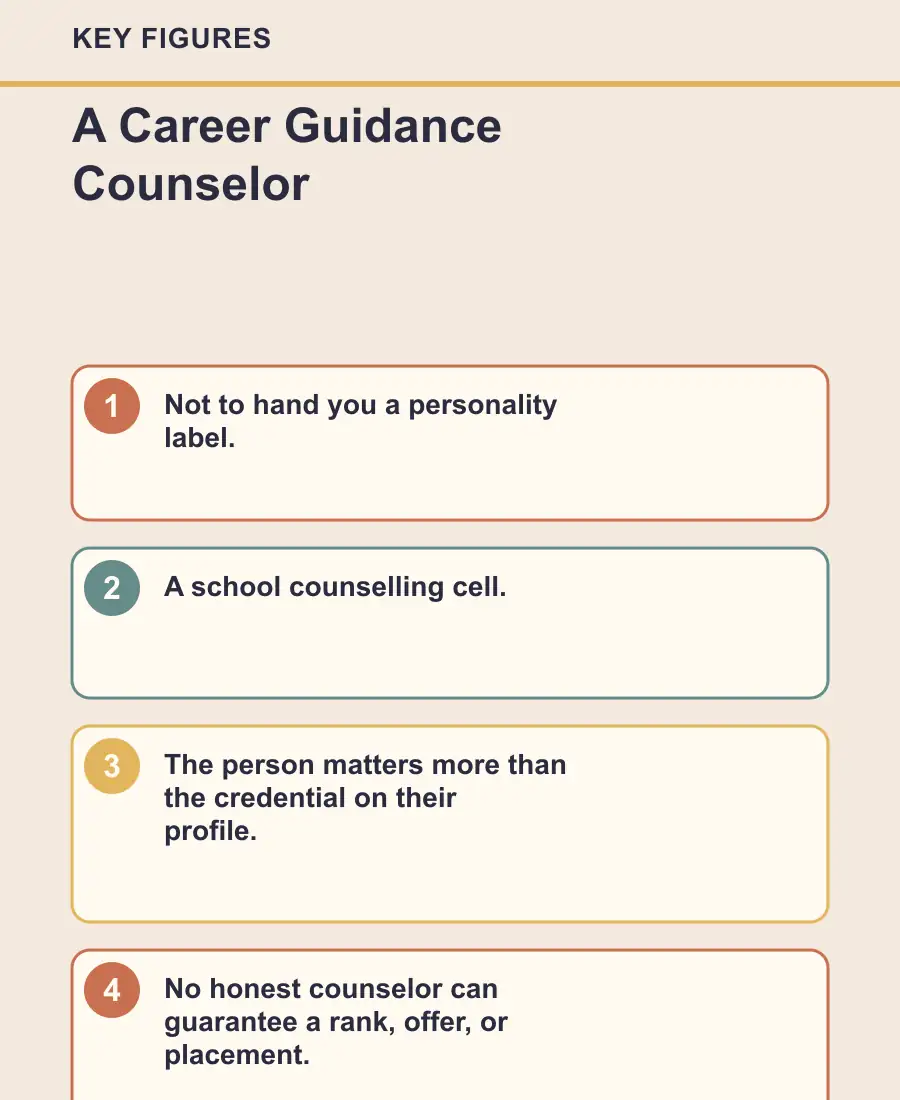 KEY FIGURES
A Career Guidance
Counselor
1
Not to hand you a personality
label.
2
A school counselling cell.
3
The person matters more than
the credential on their
profile.
4
No honest counselor can
guarantee a rank, offer, or
placement.